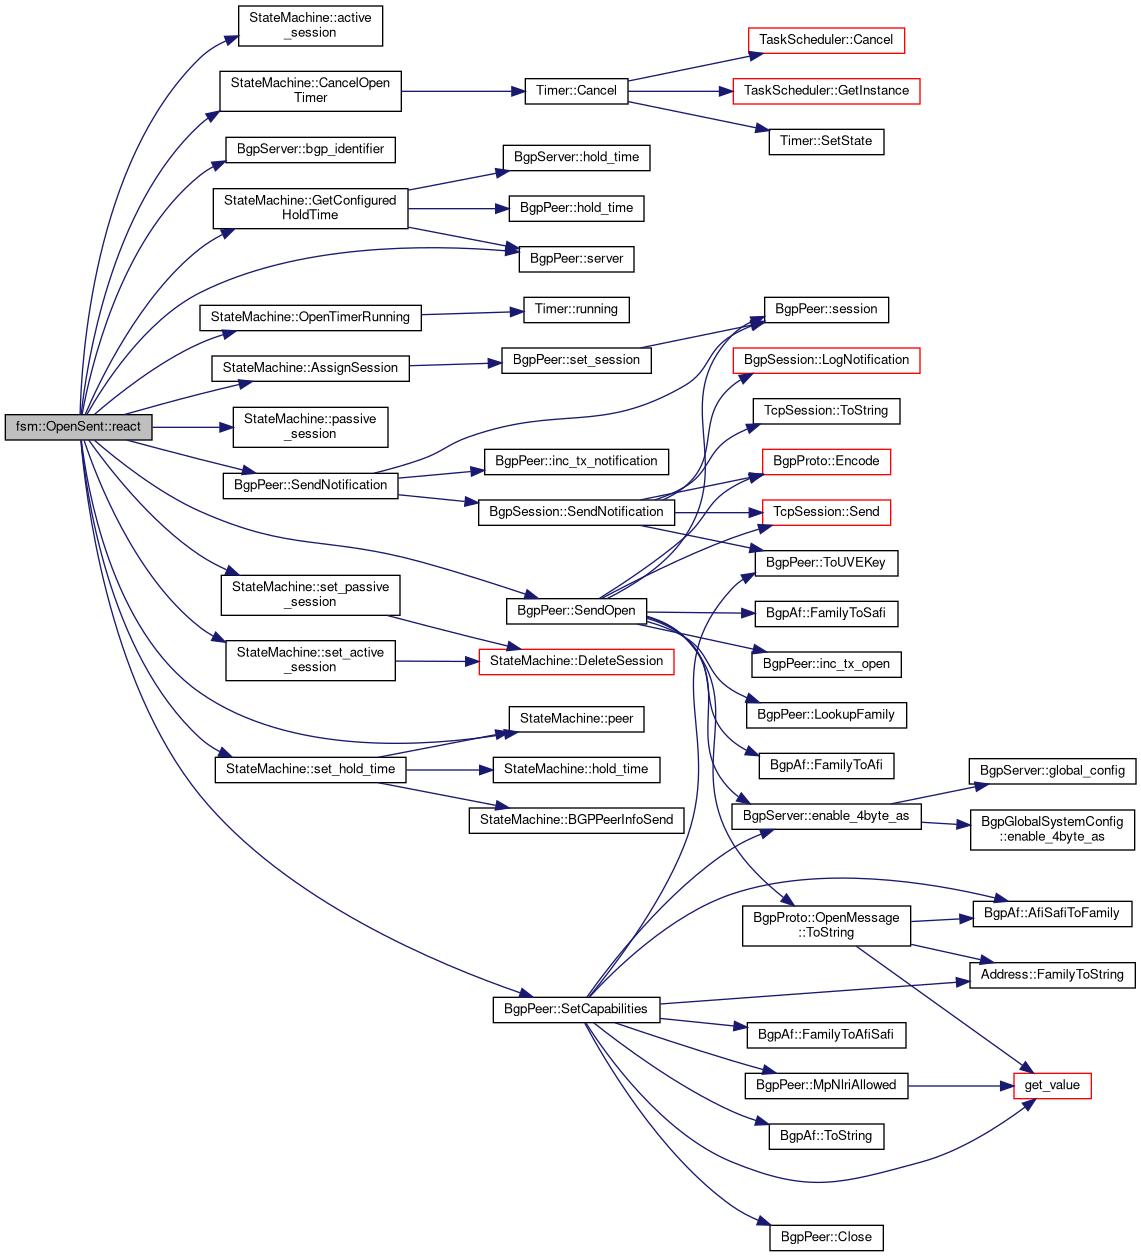 StateMachine::active
_session
StateMachine::CancelOpen
Timer
BgpServer::bgp_identifier
StateMachine::GetConfigured
HoldTime
StateMachine::OpenTimerRunning
StateMachine::AssignSession
fsm::OpenSent::react
StateMachine::passive
_session
BgpPeer::SendNotification
StateMachine::set_passive
_session
StateMachine::set_active
_session
StateMachine::set_hold_time
Timer::Cancel
BgpServer::hold_time
BgpPeer::hold_time
BgpPeer::server
Timer::running
BgpPeer::set_session
BgpPeer::inc_tx_notification
BgpSession::SendNotification
BgpPeer::SendOpen
StateMachine::DeleteSession
StateMachine::peer
StateMachine::hold_time
StateMachine::BGPPeerInfoSend
BgpPeer::SetCapabilities
TaskScheduler::Cancel
TaskScheduler::GetInstance
Timer::SetState
BgpPeer::session
BgpSession::LogNotification
TcpSession::ToString
BgpProto::Encode
TcpSession::Send
BgpPeer::ToUVEKey
BgpAf::FamilyToSafi
BgpPeer::inc_tx_open
BgpPeer::LookupFamily
BgpAf::FamilyToAfi
BgpServer::enable_4byte_as
BgpProto::OpenMessage
::ToString
BgpAf::FamilyToAfiSafi
BgpPeer::MpNlriAllowed
BgpAf::ToString
BgpPeer::Close
BgpServer::global_config
BgpGlobalSystemConfig
::enable_4byte_as
BgpAf::AfiSafiToFamily
Address::FamilyToString
get_value